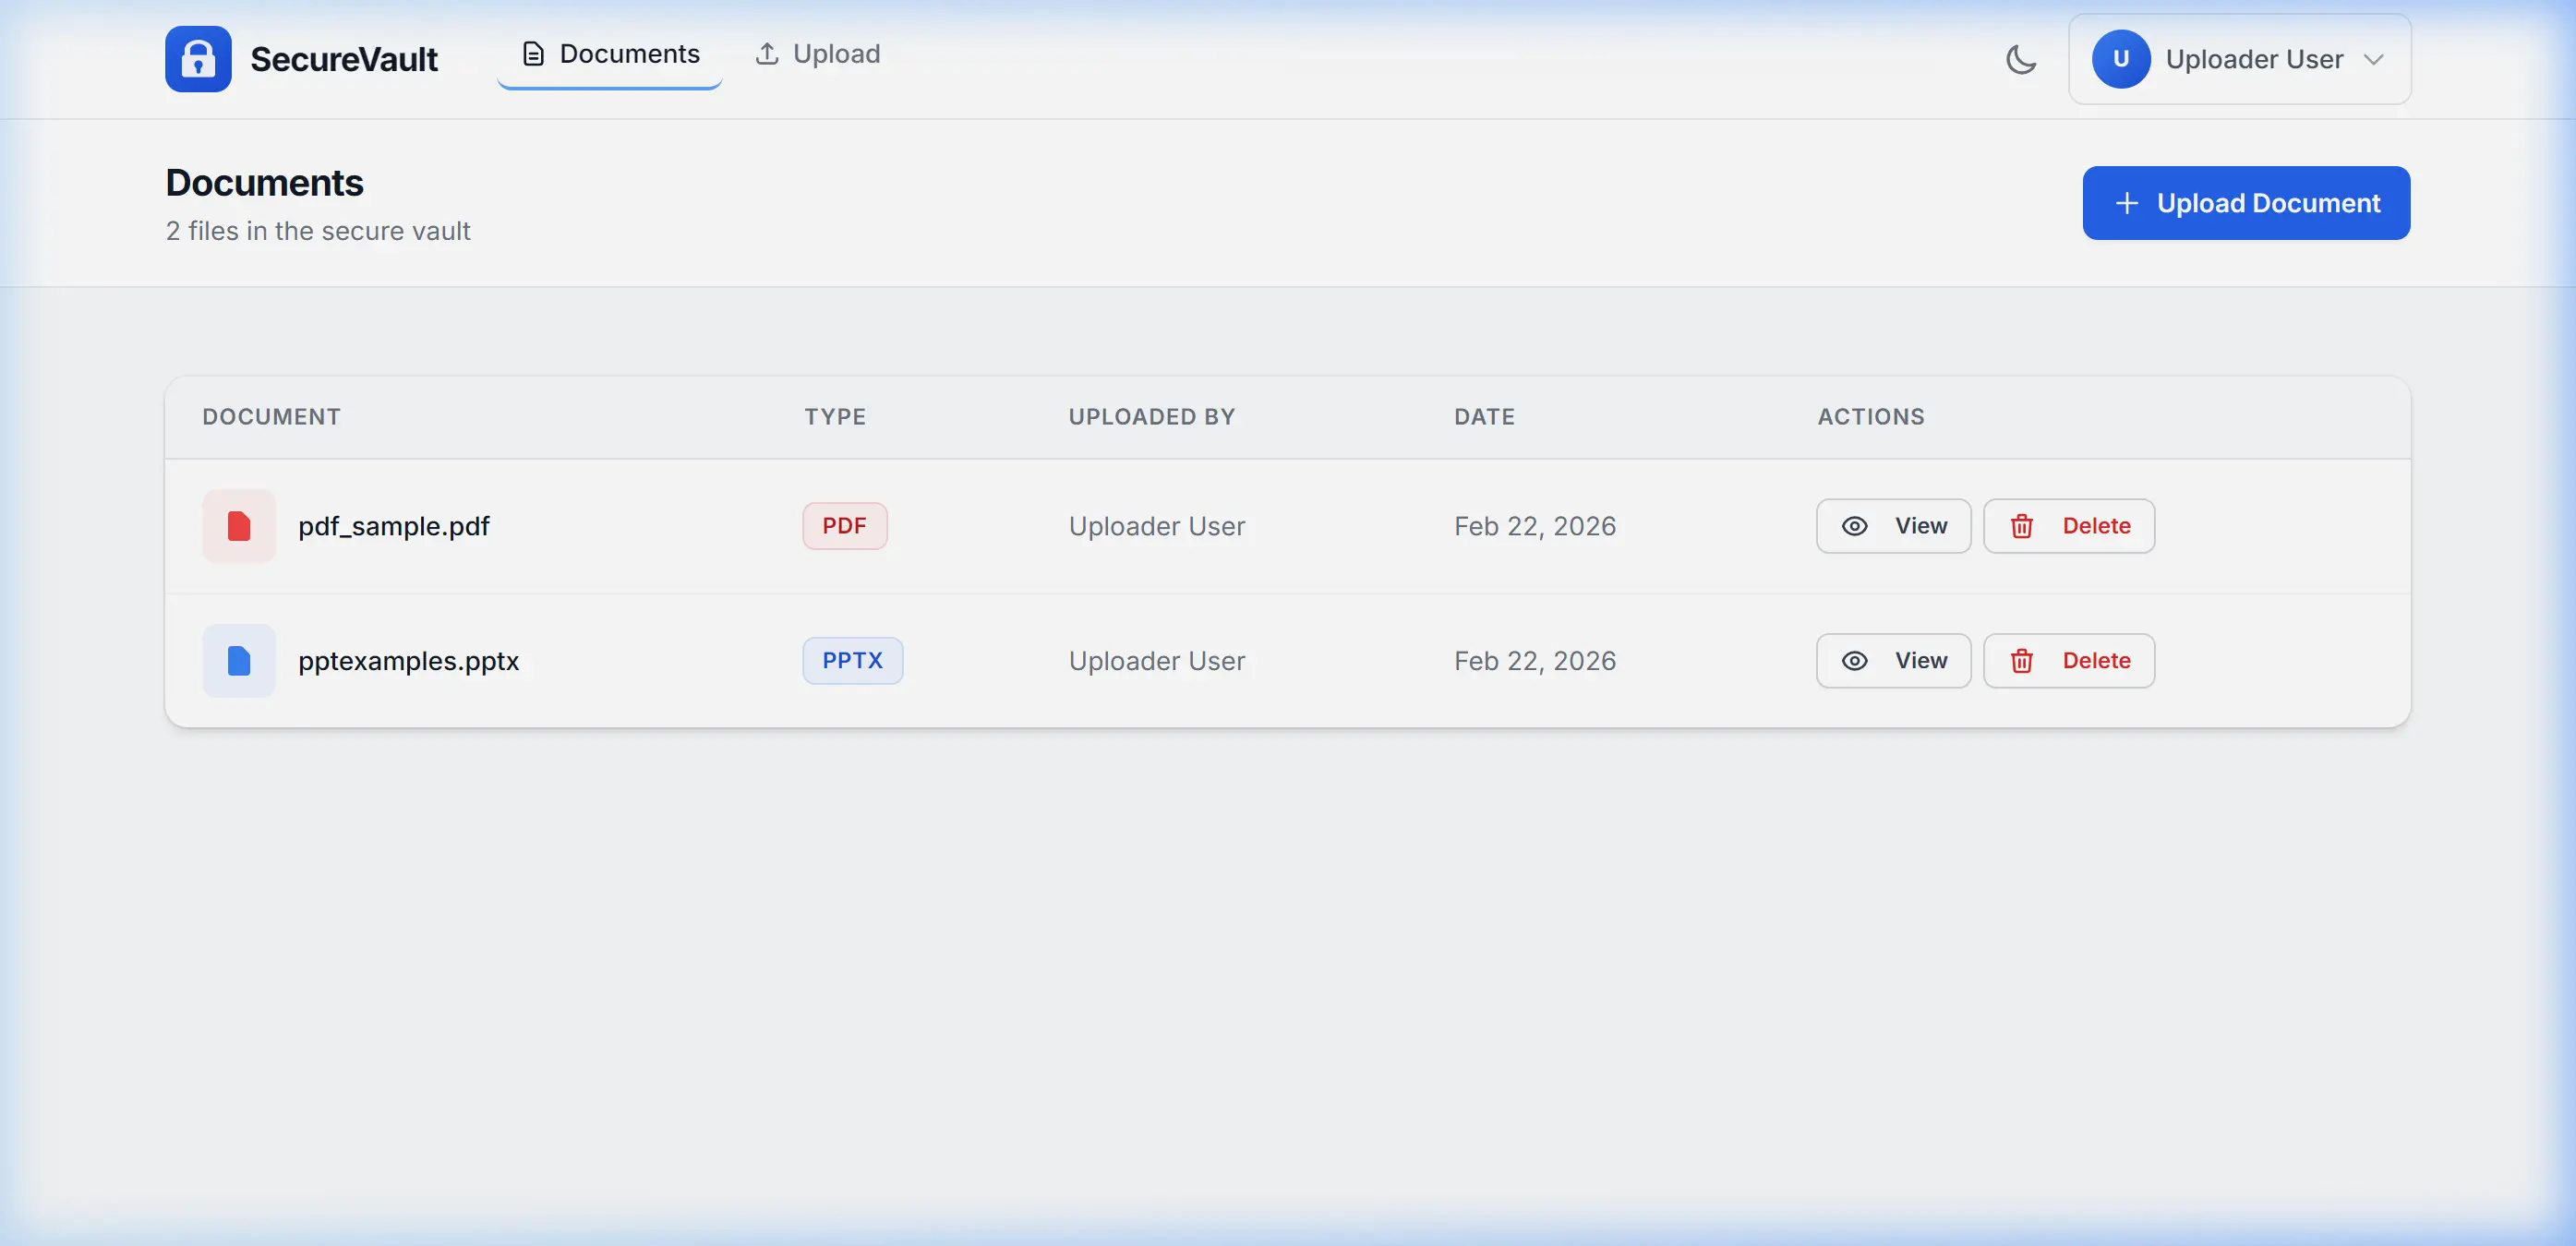 SecureVault Documents Upload U Uploader User
Documents
2 files in the secure vault
+ Upload Document
DOCUMENT TYPE UPLOADED BY DATE ACTIONS
pdf_sample.pdf PDF Uploader User Feb 22, 2026 View Delete
pptexamples.pptx PPTX Uploader User Feb 22, 2026 View Delete